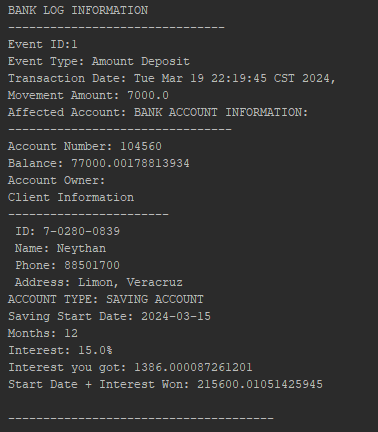 BANK LOG INFORMATION
----------------------------
Event ID:1
Event Type: Amount Deposit
Transaction Date: Tue Mar 19 22:19:45 CST 2024,
Movement Amount: 7000.0
Affected Account: BANK ACCOUNT INFORMATION:
--------------------------------
Account Number: 104560
Balance: 77000.00178813934
Account Owner:
Client Information
-----------------------
ID: 7-0280-0839
Name: Neythan
Phone: 88501700
Address: Limon, Veracruz
ACCOUNT TYPE: SAVING ACCOUNT
Saving Start Date: 2024-03-15
Months: 12
Interest: 15.0%
Interest you got: 1386.000087261201
Start Date + Interest Won: 215600.01051425945
--------------------------------------